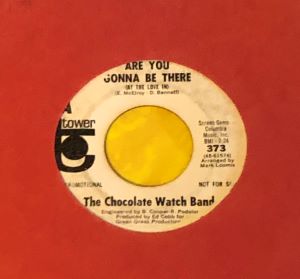 ARE YOU
GONNA BE THERE
(AT THE LOVE IN)
(E. McElroy D. Bennett)
tower
Screen Gems
Columbia
Music, Inc.
BMI - 2:24
373
(45-61574)
Arranged by
Mark Loomis
PROMOTIONAL
NOT FOR
The Chocolate Watch Band
Engineered by B. Cooper-R. Podolor
Produced by Ed Cobb for
Green Grass Production